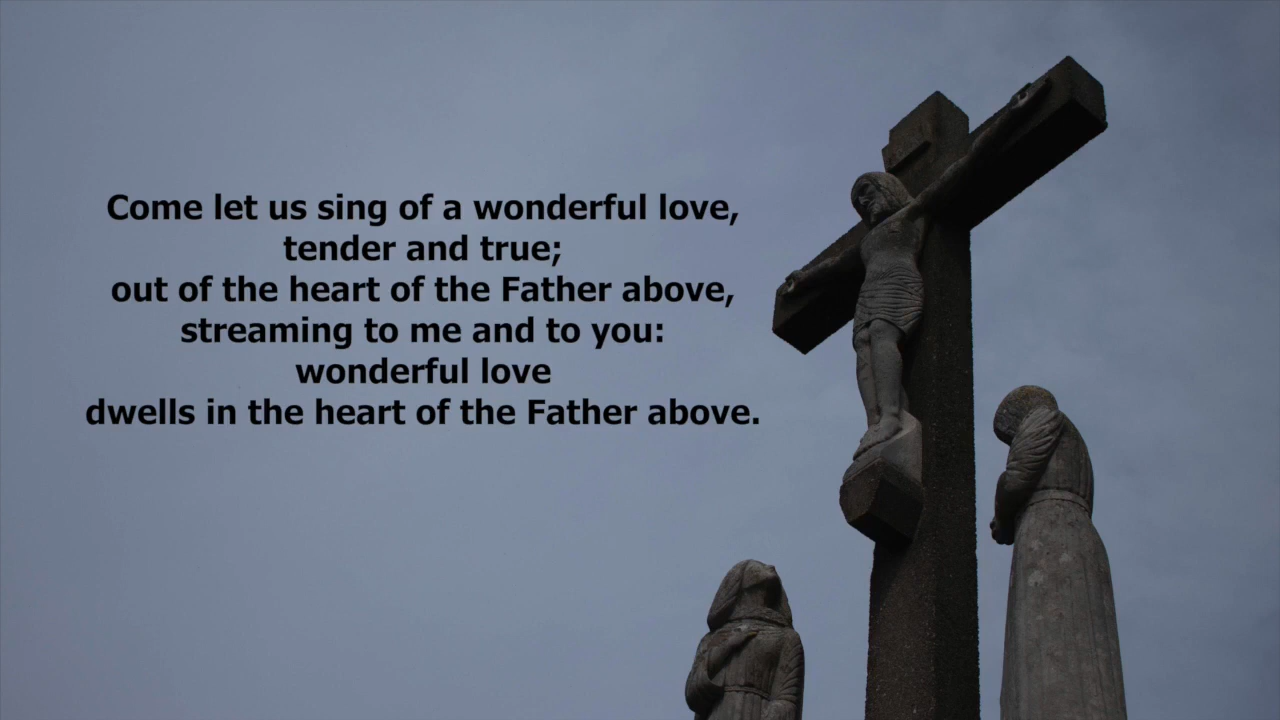 Come let us sing of a wonderful love,
tender and true;
out of the heart of the Father above,
streaming to me and to you:
wonderful love
dwells in the heart of the Father above.